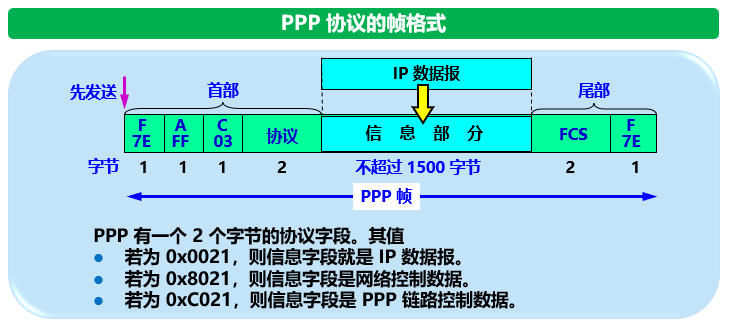 PPP 协议的帧格式
IP 数据报
先发送
首部
尾部
F A C
7E FF 03 协议 信 息 部 分 FCS F 7E
字节 1 1 1 2 不超过 1500 字节 2 1
PPP 帧
PPP 有一个 2 个字节的协议字段。其值
● 若为 0x0021，则信息字段就是 IP 数据报。
● 若为 0x8021，则信息字段是网络控制数据。
● 若为 0xC021，则信息字段是 PPP 链路控制数据。